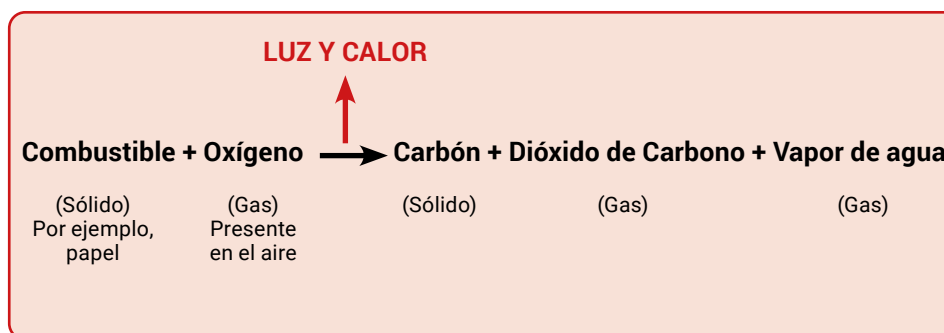 LUZ Y CALOR
Combustible + Oxígeno → Carbón + Dióxido de Carbono + Vapor de agua
(Sólido) (Gas) (Sólido) (Gas) (Gas)
Por ejemplo, Presente
papel en el aire